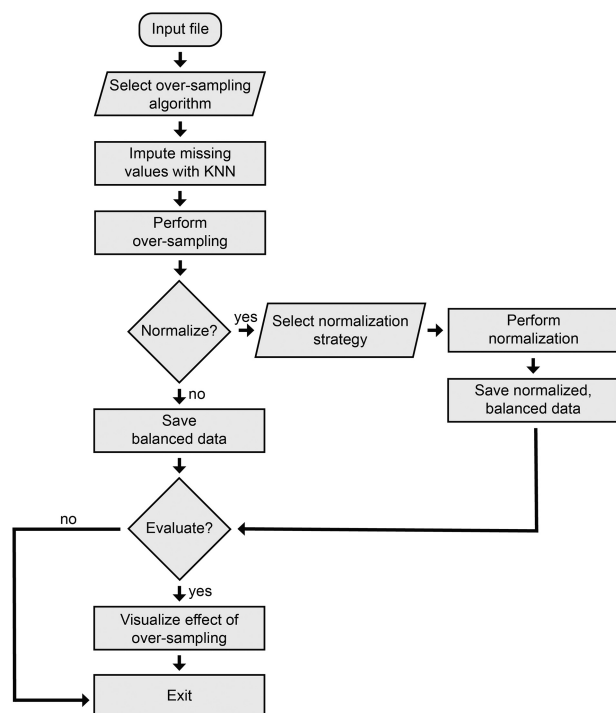 Input file
Select over-sampling
algorithm
Impute missing
values with KNN
Perform
over-sampling
Normalize?
yes
Select normalization
strategy
Perform
normalization
Save normalized,
balanced data
no
Save
balanced data
Evaluate?
no
yes
Visualize effect of
over-sampling
Exit